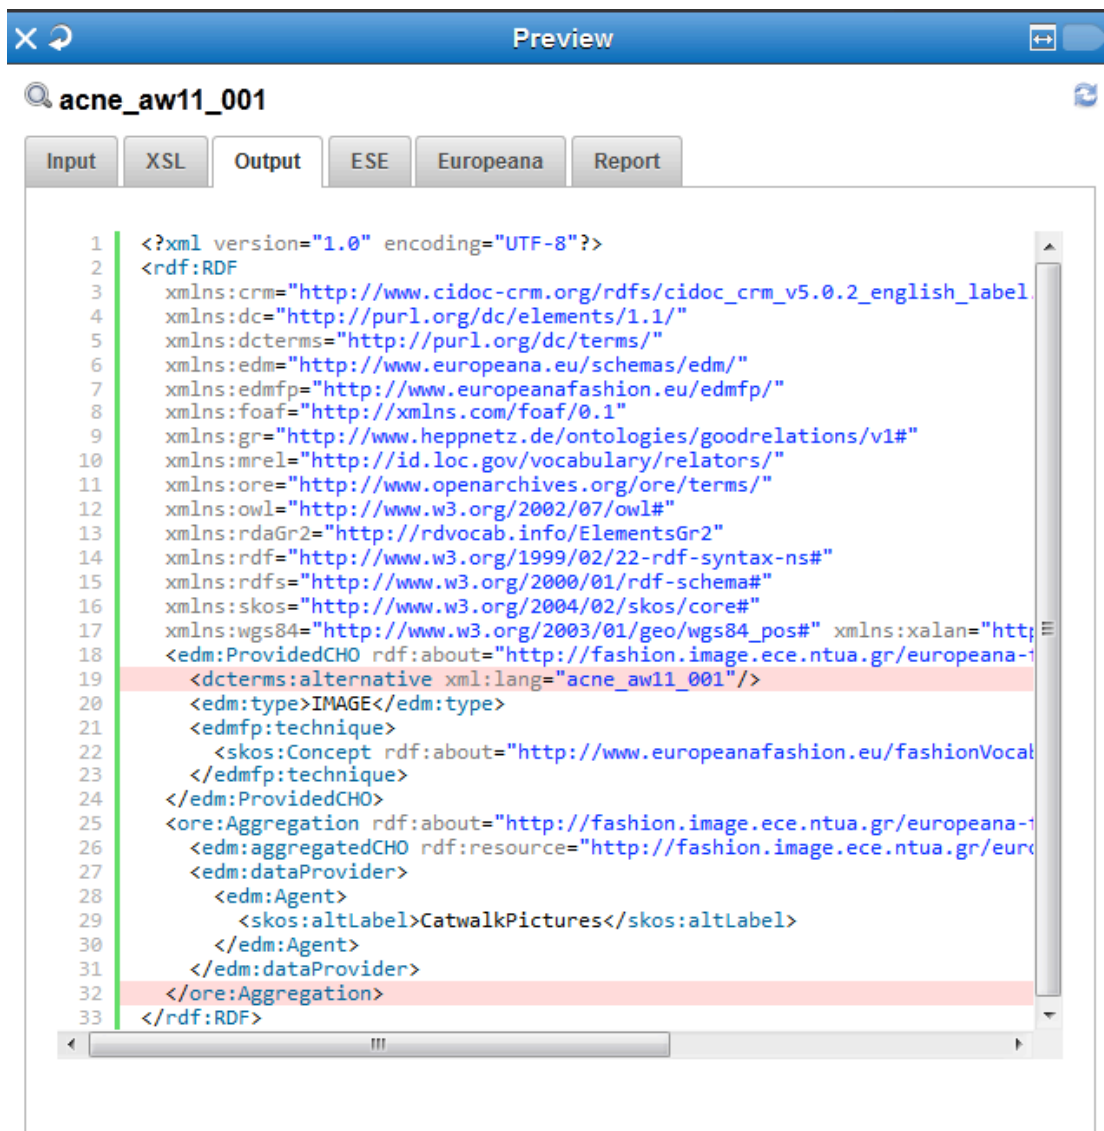 Preview
acne_aw11_001
Input XSL Output ESE Europeana Report
1 <?xml version="1.0" encoding="UTF-8"?>
2 <rdf:RDF
3 xmlns:crm="http://www.cidoc-crm.org/rdfs/cidoc_crm_v5.0.2_english_label.
4 xmlns:dc="http://purl.org/dc/elements/1.1/"
5 xmlns:dcterms="http://purl.org/dc/terms/"
6 xmlns:edm="http://www.europeana.eu/schemas/edm/"
7 xmlns:edmfp="http://www.europeanafashion.eu/edmfp/"
8 xmlns:foaf="http://xmlns.com/foaf/0.1"
9 xmlns:gr="http://www.heppnetz.de/ontologies/goodrelations/v1#"
10 xmlns:mrel="http://id.loc.gov/vocabulary/relators/"
11 xmlns:ore="http://www.openarchives.org/ore/terms/"
12 xmlns:owl="http://www.w3.org/2002/07/owl#"
13 xmlns:rdaGr2="http://rdvocab.info/ElementsGr2"
14 xmlns:rdf="http://www.w3.org/1999/02/22-rdf-syntax-ns#"
15 xmlns:rdfs="http://www.w3.org/2000/01/rdf-schema#"
16 xmlns:skos="http://www.w3.org/2004/02/skos/core#"
17 xmlns:wgs84="http://www.w3.org/2003/01/geo/wgs84_pos#" xmlns:xalan="http
18 <edm:ProvidedCHO rdf:about="http://fashion.image.ece.ntua.gr/europeana-f
19 <dcterms:alternative xml:lang="acne_aw11_001"/>
20 <edm:type>IMAGE</edm:type>
21 <edmfp:technique>
22 <skos:Concept rdf:about="http://www.europeanafashion.eu/fashionVocab
23 </edmfp:technique>
24 </edm:ProvidedCHO>
25 <ore:Aggregation rdf:about="http://fashion.image.ece.ntua.gr/europeana-f
26 <edm:aggregatedCHO rdf:resource="http://fashion.image.ece.ntua.gr/euro
27 <edm:dataProvider>
28 <edm:Agent>
29 <skos:altLabel>CatwalkPictures</skos:altLabel>
30 </edm:Agent>
31 </edm:dataProvider>
32 </ore:Aggregation>
33 </rdf:RDF>